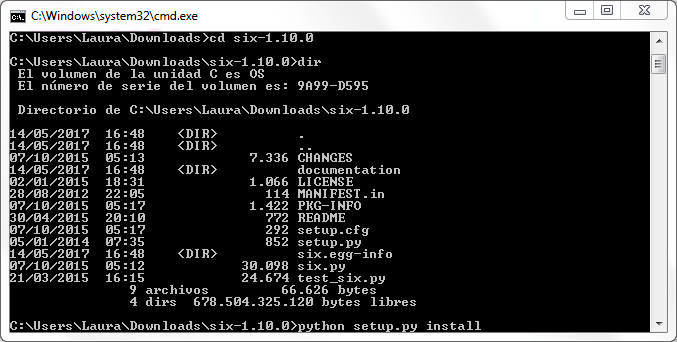 C:\Windows\system32\cmd.exe
C:\Users\Laura\Downloads>cd six-1.10.0
C:\Users\Laura\Downloads\six-1.10.0>dir
El volumen de la unidad C es OS
El número de serie del volumen es: 9A99-D595
Directorio de C:\Users\Laura\Downloads\six-1.10.0
14/05/2017 16:48 <DIR> .
14/05/2017 16:48 <DIR> ..
07/10/2015 05:13 7.336 CHANGES
14/05/2017 16:48 <DIR> documentation
02/01/2015 18:31 1.066 LICENSE
28/08/2012 22:05 114 MANIFEST.in
07/10/2015 05:17 1.422 PKG-INFO
30/04/2015 20:10 772 README
07/10/2015 05:17 292 setup.cfg
05/01/2014 07:35 852 setup.py
14/05/2017 16:48 <DIR> six.egg-info
07/10/2015 05:12 30.098 six.py
21/03/2015 16:15 24.674 test_six.py
9 archivos 66.626 bytes
4 dirs 678.504.325.120 bytes libres
C:\Users\Laura\Downloads\six-1.10.0>python setup.py install